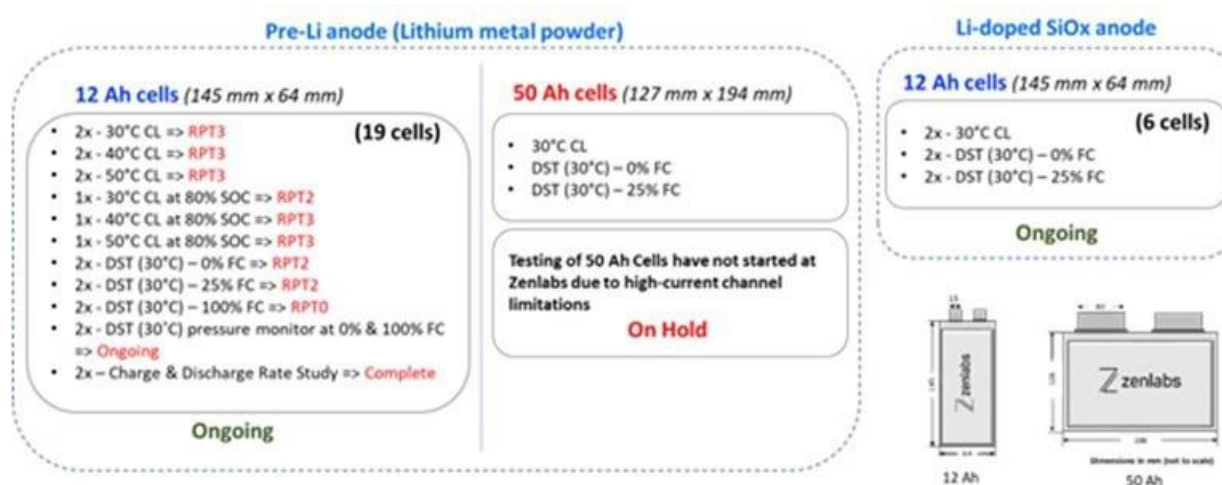 Pre-Li anode (Lithium metal powder)
12 Ah cells (145 mm x 64 mm)
(19 cells)
• 2x - 30°C CL => RPT3
• 2x - 40°C CL => RPT3
• 2x - 50°C CL => RPT3
• 1x - 30°C CL at 80% SOC => RPT2
• 1x - 40°C CL at 80% SOC => RPT3
• 1x - 50°C CL at 80% SOC => RPT3
• 2x - DST (30°C) – 0% FC => RPT2
• 2x - DST (30°C) – 25% FC => RPT2
• 2x - DST (30°C) – 100% FC => RPT0
• 2x - DST (30°C) pressure monitor at 0% & 100% FC
=> Ongoing
• 2x – Charge & Discharge Rate Study => Complete
Ongoing
50 Ah cells (127 mm x 194 mm)
• 30°C CL
• DST (30°C) – 0% FC
• DST (30°C) – 25% FC
Testing of 50 Ah Cells have not started at
Zenlabs due to high-current channel
limitations
On Hold
Li-doped SiOx anode
12 Ah cells (145 mm x 64 mm)
(6 cells)
• 2x - 30°C CL
• 2x - DST (30°C) – 0% FC
• 2x - DST (30°C) – 25% FC
Ongoing
15
zenlabs
12 Ah
zenlabs
Dimensions in mm (not to scale)
50 Ah